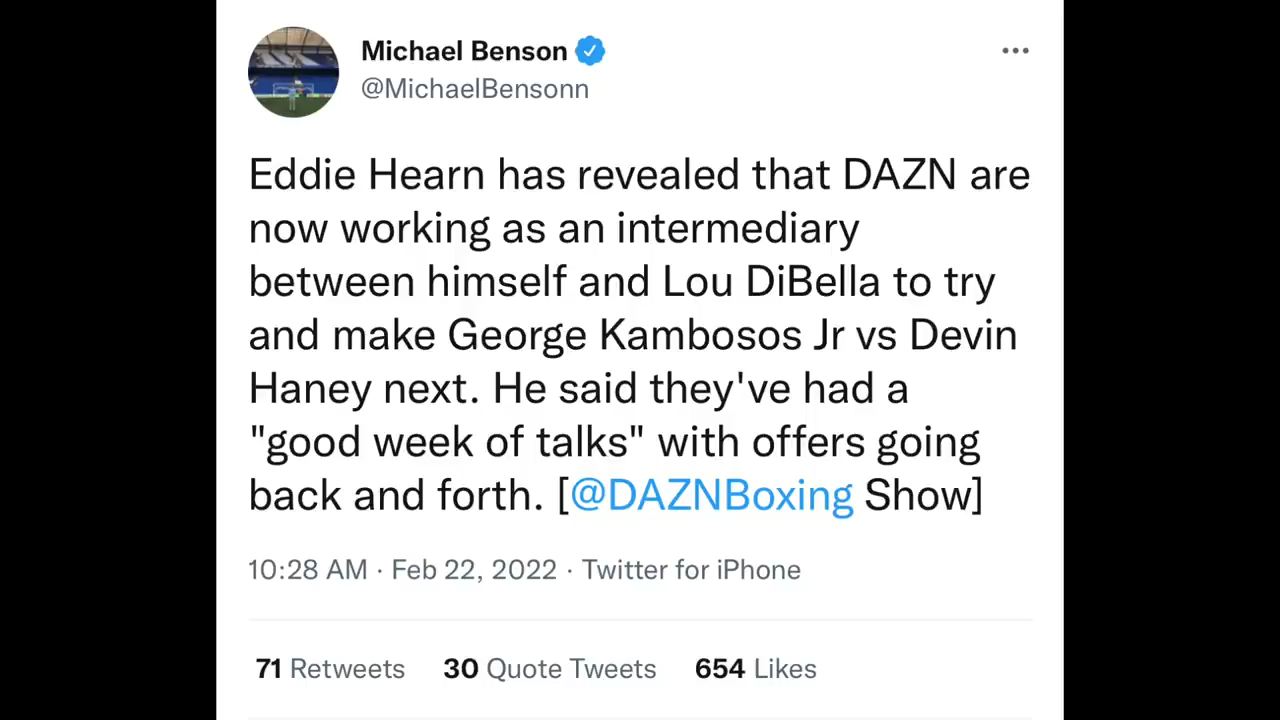 Michael Benson
@MichaelBensonn
Eddie Hearn has revealed that DAZN are
now working as an intermediary
between himself and Lou DiBella to try
and make George Kambosos Jr vs Devin
Haney next. He said they've had a
"good week of talks" with offers going
back and forth. [@DAZNBoxing Show]
10:28 AM · Feb 22, 2022 · Twitter for iPhone
71 Retweets 30 Quote Tweets 654 Likes